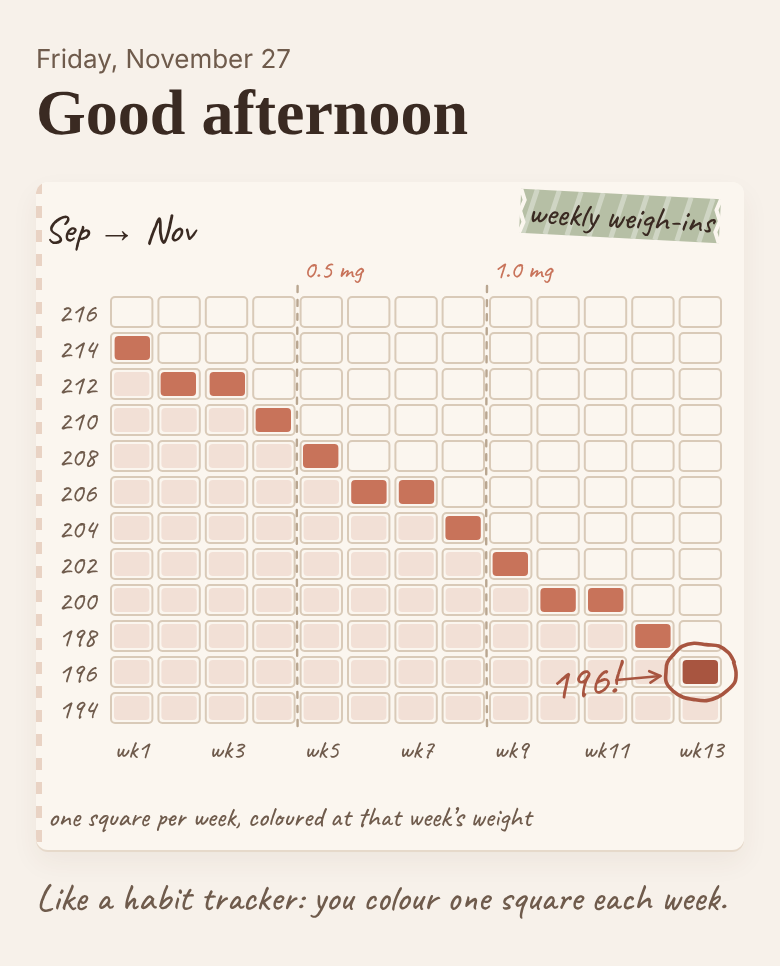 Friday, November 27
Good afternoon
Sep → Nov
weekly weigh-ins
0.5 mg
1.0 mg
216
214
212
210
208
206
204
202
200
198
196
196!
194
wk1 wk3 wk5 wk7 wk9 wk11 wk13
one square per week, coloured at that week's weight
Like a habit tracker: you colour one square each week.